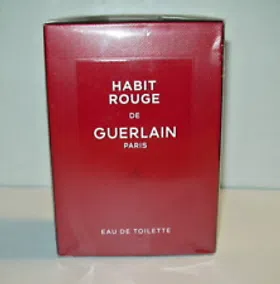 HABIT
ROUGE
DE
GUERLAIN
PARIS
EAU DE TOILETTE